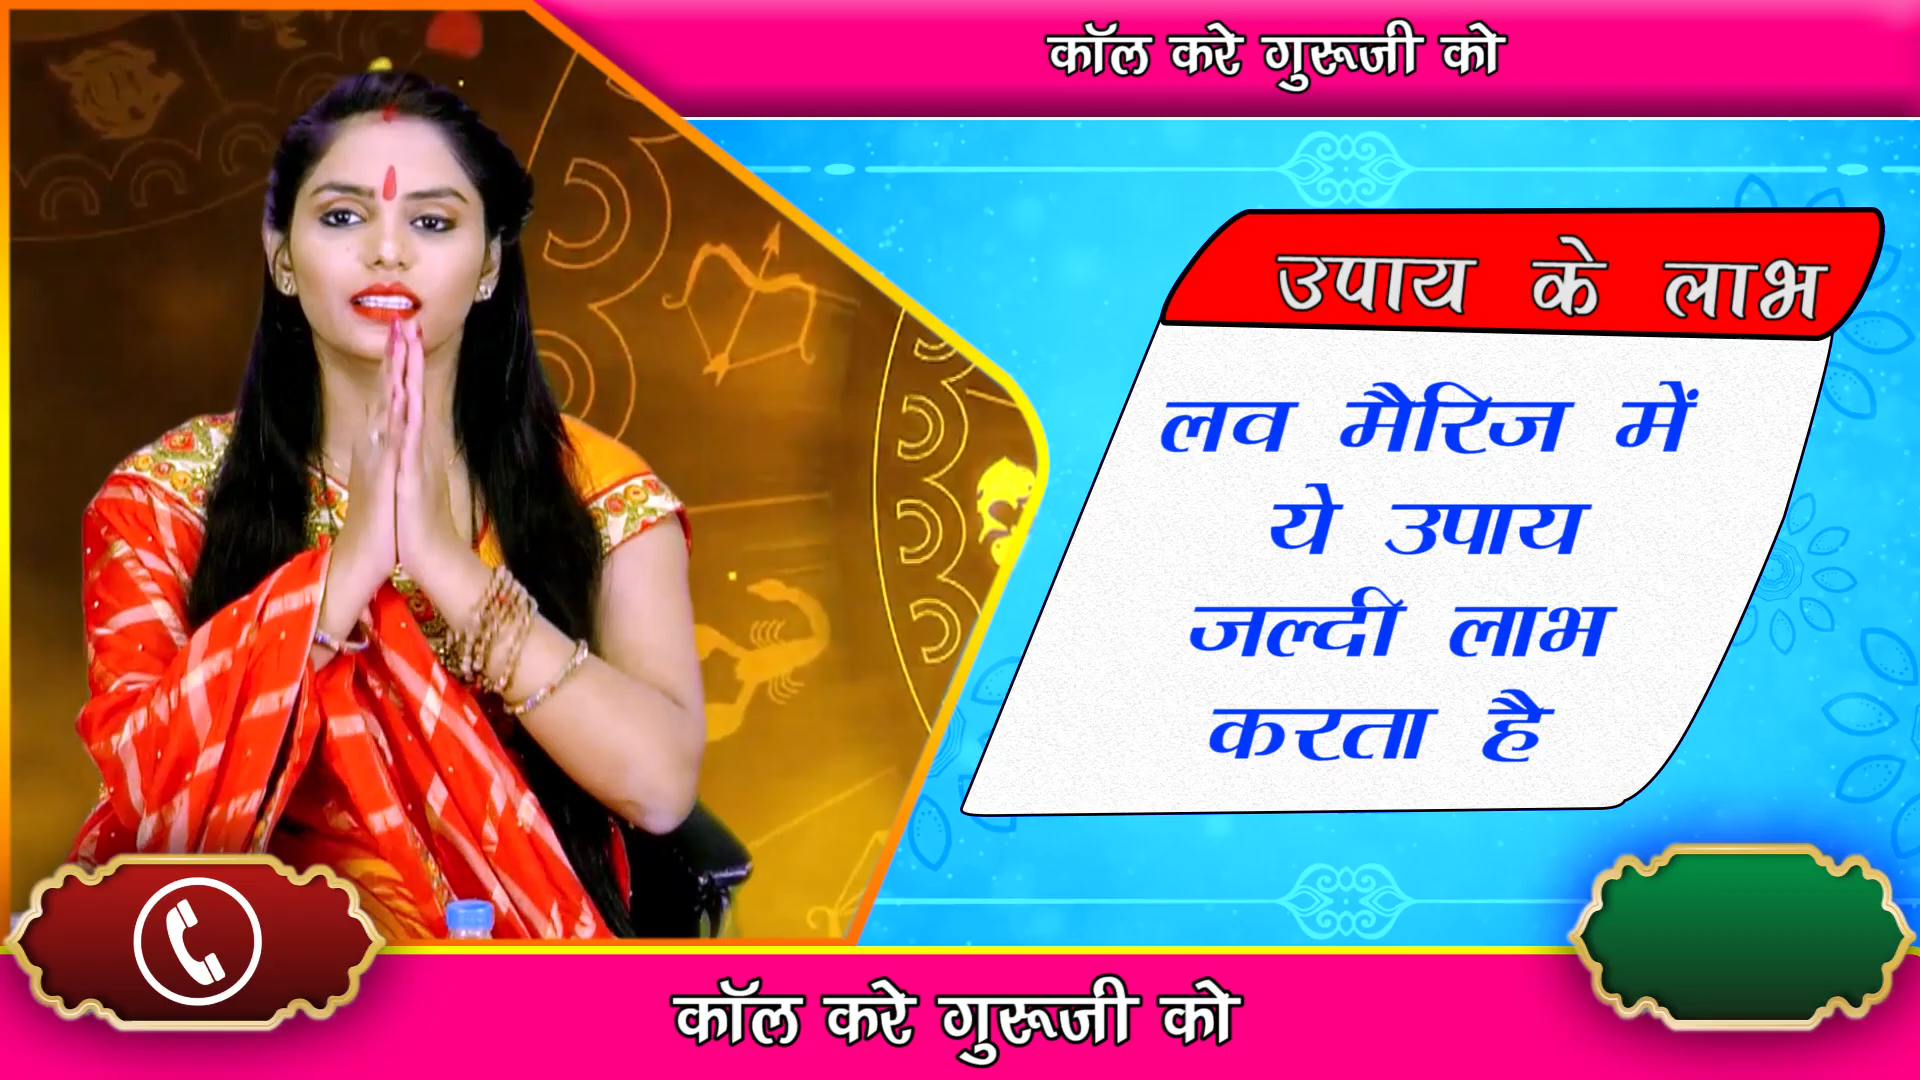 कॉल करे गुरूजी को
उपाय के लाभ
लव मैरिज में
ये उपाय
जल्दी लाभ
करता है
कॉल करे गुरूजी को